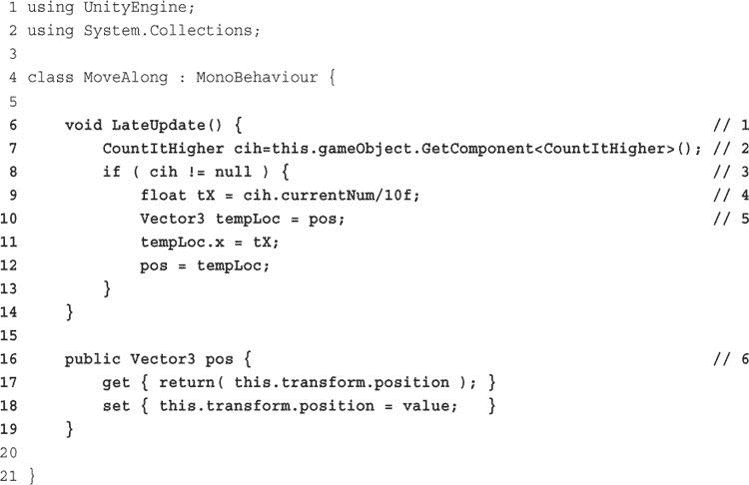 1 using UnityEngine;
2 using System.Collections;
3
4 class MoveAlong : MonoBehaviour {
5
6     void LateUpdate() {                                                  // 1
7         CountItHigher cih=this.gameObject.GetComponent<CountItHigher>(); // 2
8         if ( cih != null ) {                                             // 3
9             float tX = cih.currentNum/10f;                               // 4
10             Vector3 tempLoc = pos;                                       // 5
11             tempLoc.x = tX;
12             pos = tempLoc;
13         }
14     }
15
16     public Vector3 pos {                                                 // 6
17         get { return( this.transform.position ); }
18         set { this.transform.position = value;   }
19     }
20
21 }